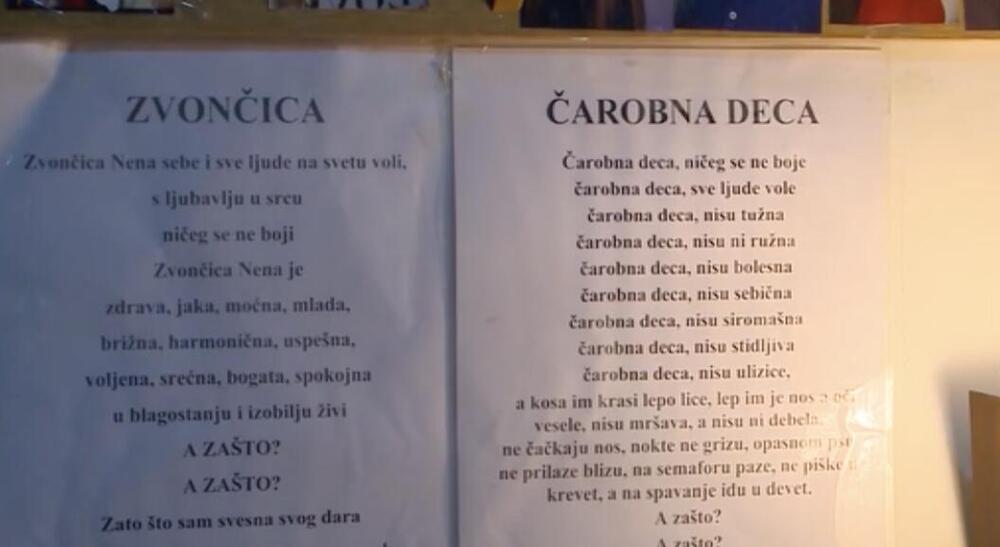 ZVONČICA
Zvončica Nena sebe i sve ljude na svetu voli,
s ljubavlju u srcu
ničeg se ne boji
Zvončica Nena je
zdrava, jaka, moćna, mlada,
brižna, harmonična, uspešna,
voljena, srećna, bogata, spokojna
u blagostanju i izobilju živi
A ZAŠTO?
A ZAŠTO?
Zato što sam svesna svog dara
ČAROBNA DECA
Čarobna deca, ničeg se ne boje
čarobna deca, sve ljude vole
čarobna deca, nisu tužna
čarobna deca, nisu ni ružna
čarobna deca, nisu bolesna
čarobna deca, nisu sebična
čarobna deca, nisu siromašna
čarobna deca, nisu stidljiva
čarobna deca, nisu ulizice,
a kosa im krasi lepo lice, lep im je nos a
vesele, nisu mršava, a nisu ni debela,
ne čačkaju nos, nokte ne grizu, opasnom
ne prilaze blizu, na semaforu paze, ne piške
krevet, a na spavanje idu u devet.
A zašto?
A zašto?